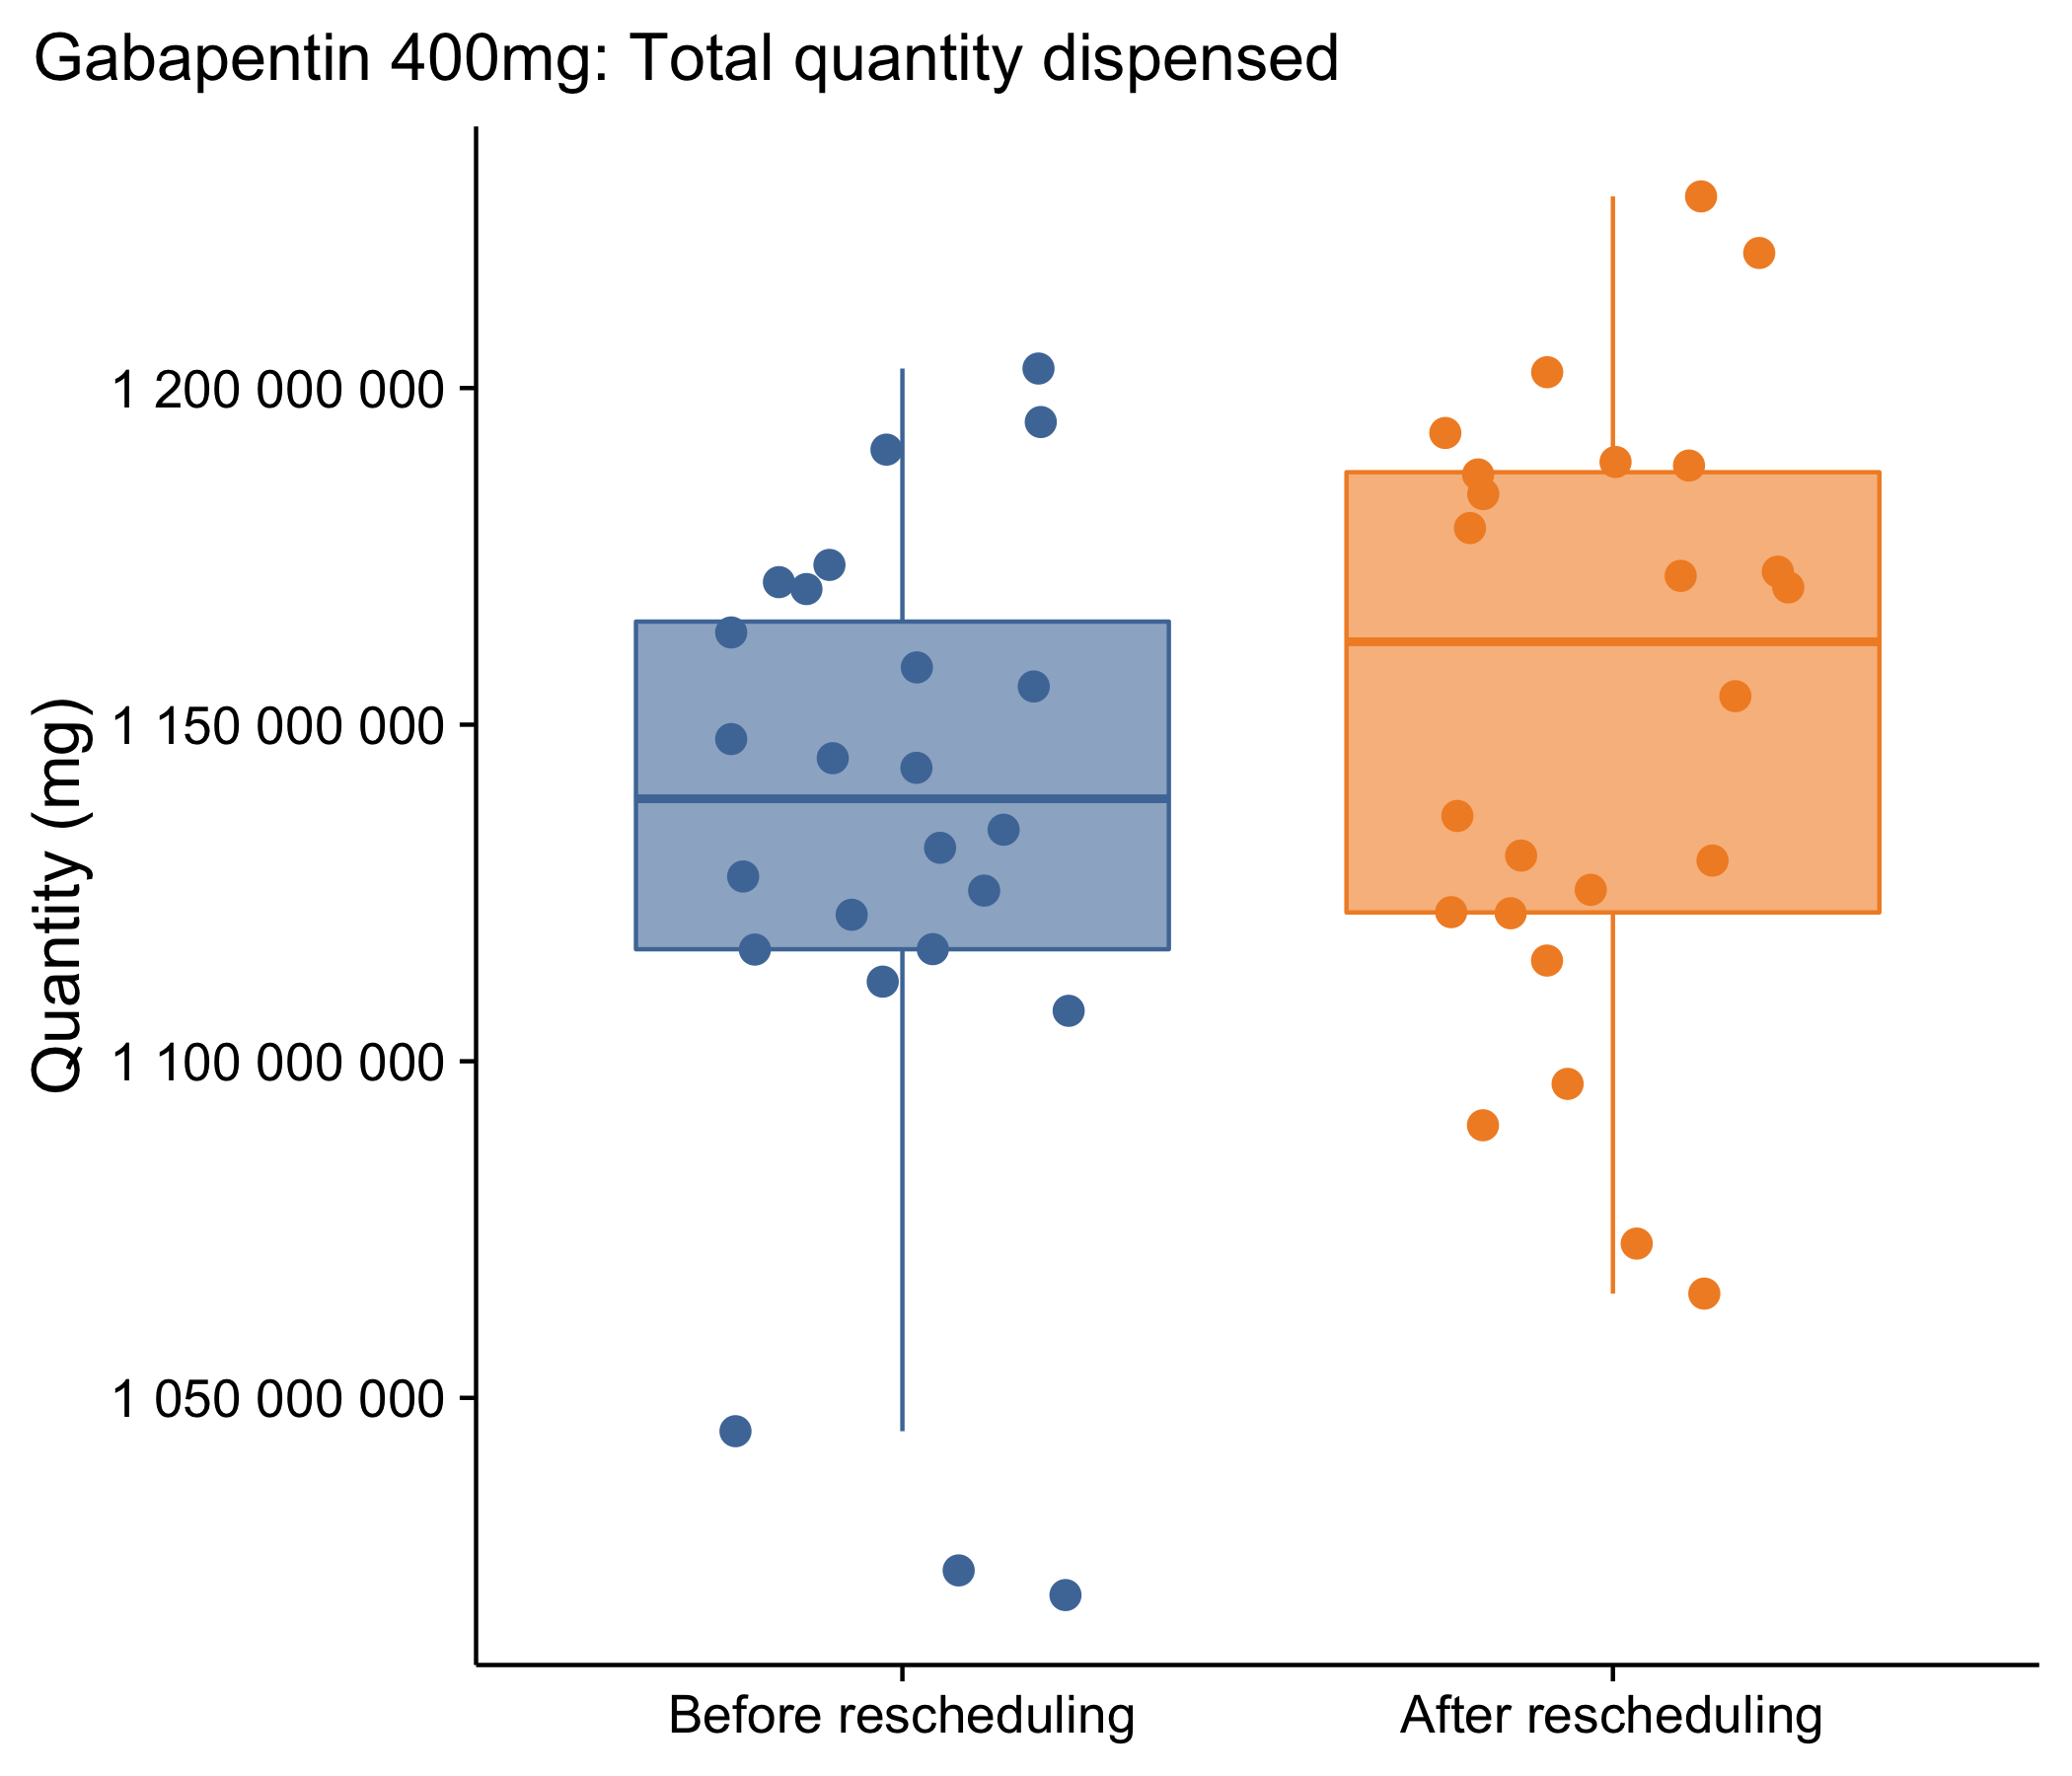 Gabapentin 400mg: Total quantity dispensed
Quantity (mg)
1 200 000 000
1 150 000 000
1 100 000 000
1 050 000 000
Before rescheduling
After rescheduling